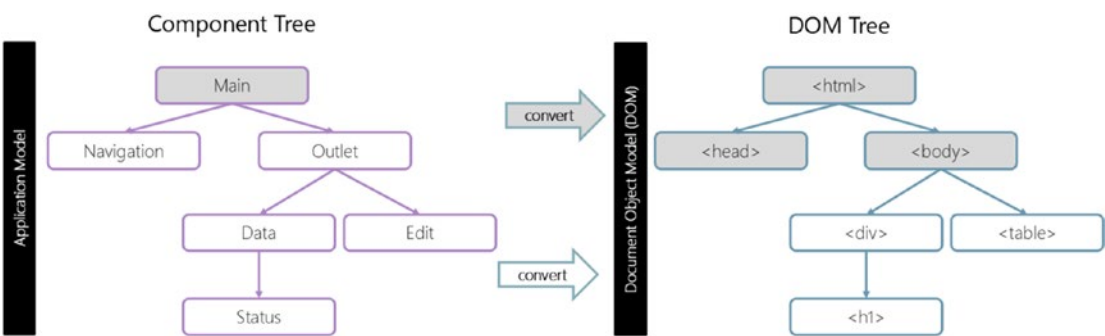 Component Tree
DOM Tree
Application Model
Main
Navigation
Outlet
Data
Edit
Status
convert
convert
Document Object Model (DOM)
<html>
<head>
<body>
<div>
<table>
<h1>